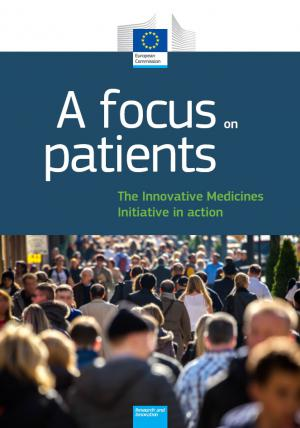 European
Commission
A focus on
patients
The Innovative Medicines
Initiative in action
Research and
Innovation